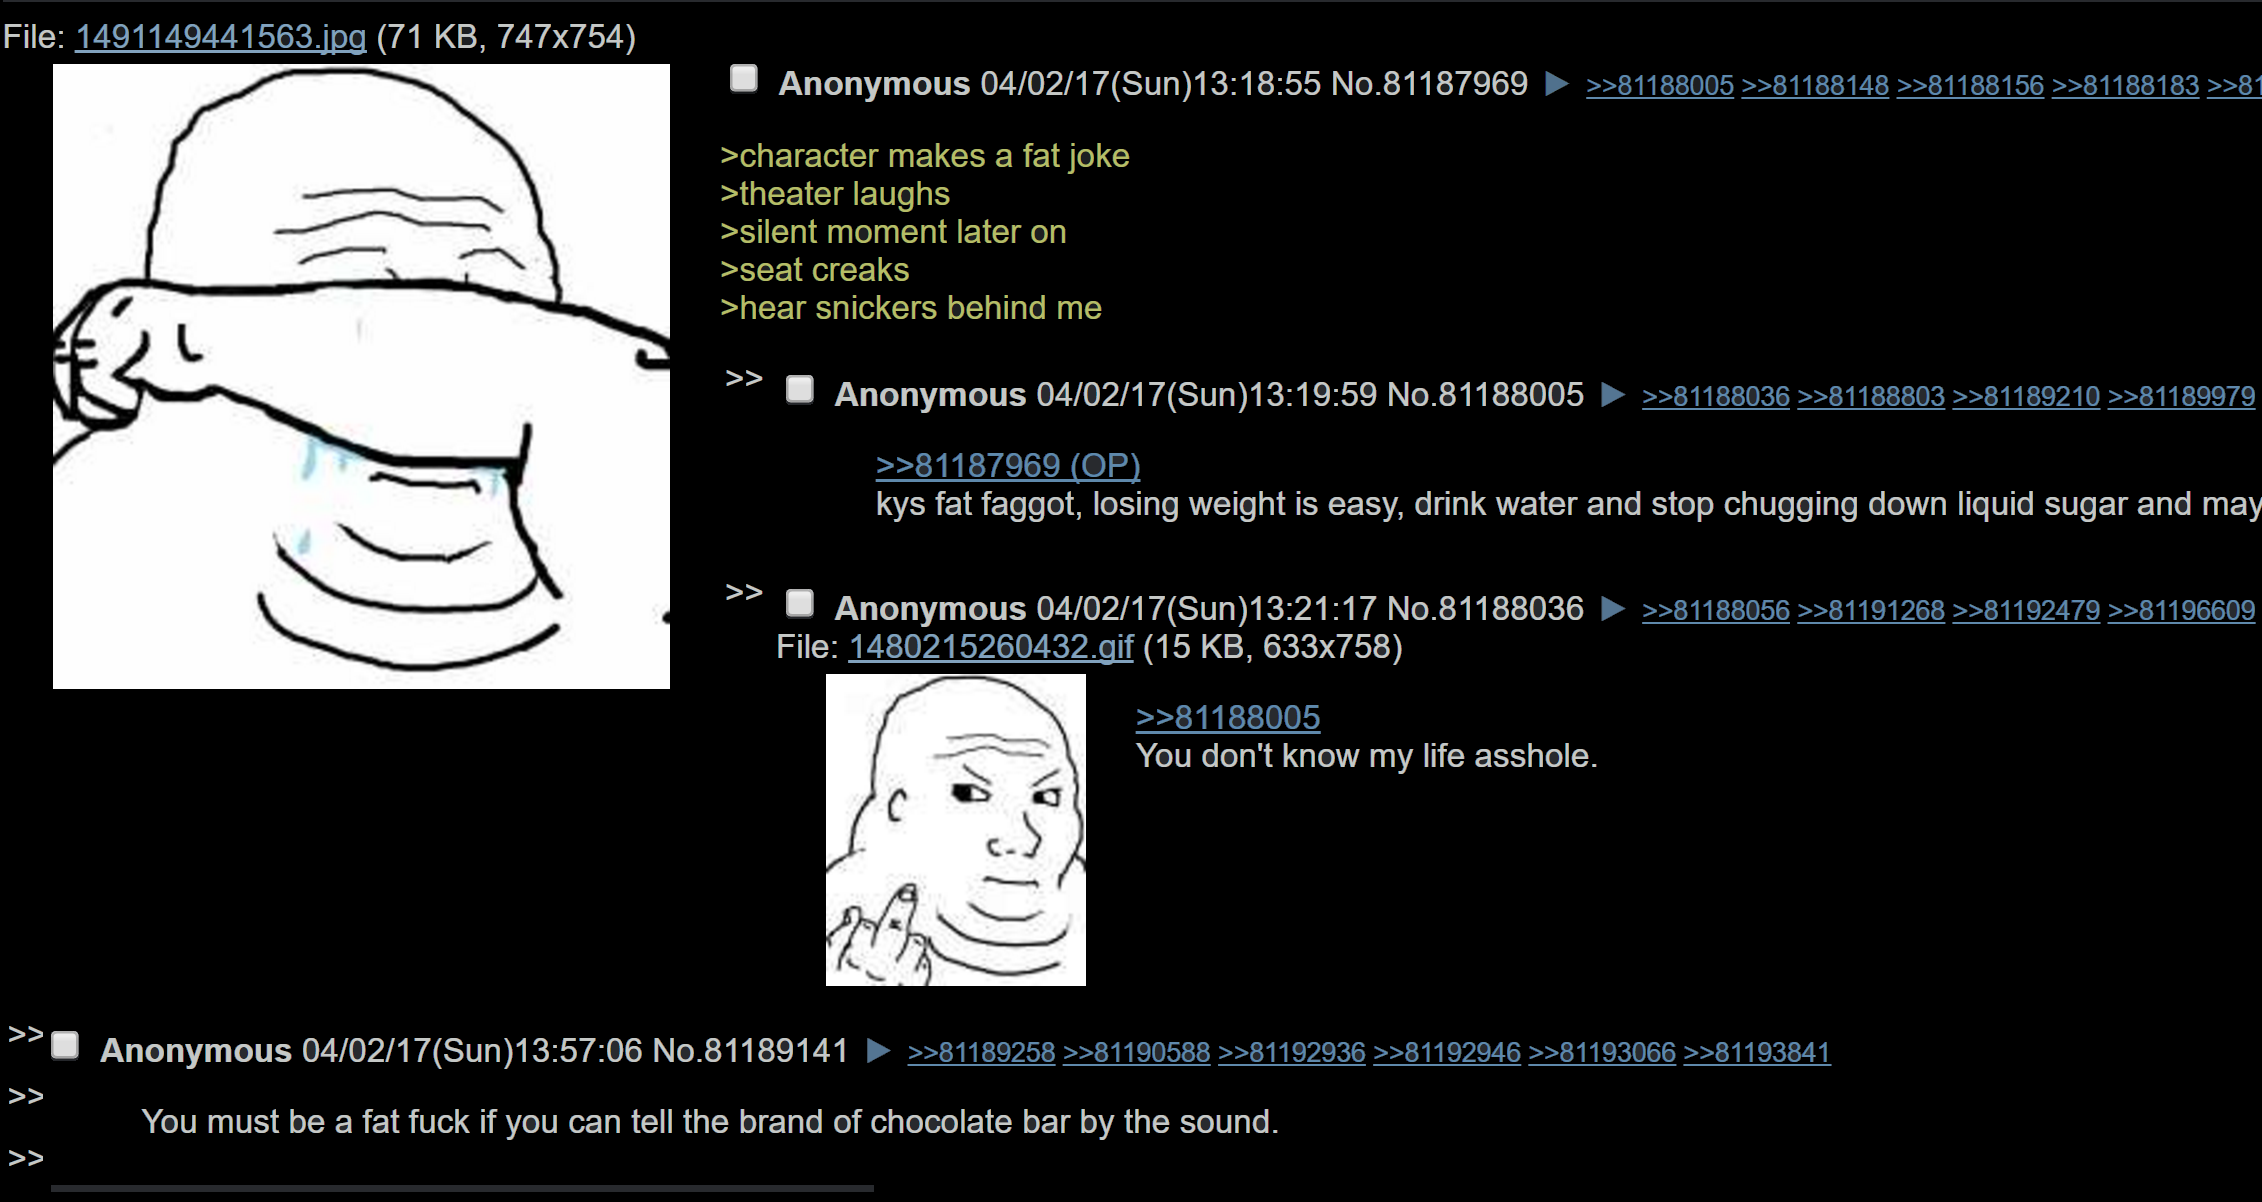 File: 1491149441563.jpg (71 KB, 747x754)
Anonymous 04/02/17(Sun)13:18:55 No.81187969 ▶ >>81188005 >>81188148 >>81188156 >>81188183 >>81
>character makes a fat joke
>theater laughs
>silent moment later on
>seat creaks
>hear snickers behind me
>> Anonymous 04/02/17(Sun)13:19:59 No.81188005 ▶ >>81188036 >>81188803 >>81189210 >>81189979
>>81187969 (OP)
kys fat faggot, losing weight is easy, drink water and stop chugging down liquid sugar and may
>> Anonymous 04/02/17(Sun)13:21:17 No.81188036 ▶ >>81188056 >>81191268 >>81192479 >>81196609
File: 1480215260432.gif (15 KB, 633x758)
>>81188005
You don't know my life asshole.
>> Anonymous 04/02/17(Sun)13:57:06 No.81189141 ▶ >>81189258 >>81190588 >>81192936 >>81192946 >>81193066 >>81193841
>>
You must be a fat fuck if you can tell the brand of chocolate bar by the sound.
>>